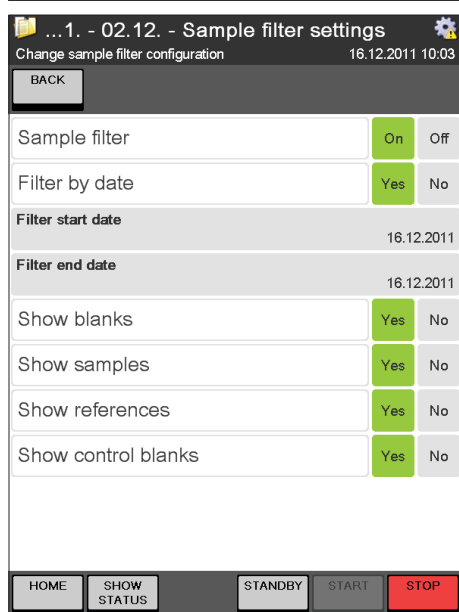 ...1. - 02.12. - Sample filter settings
Change sample filter configuration 16.12.2011 10:03
BACK
Sample filter On Off
Filter by date Yes No
Filter start date
16.12.2011
Filter end date
16.12.2011
Show blanks Yes No
Show samples Yes No
Show references Yes No
Show control blanks Yes No
HOME SHOW STATUS STANDBY START STOP